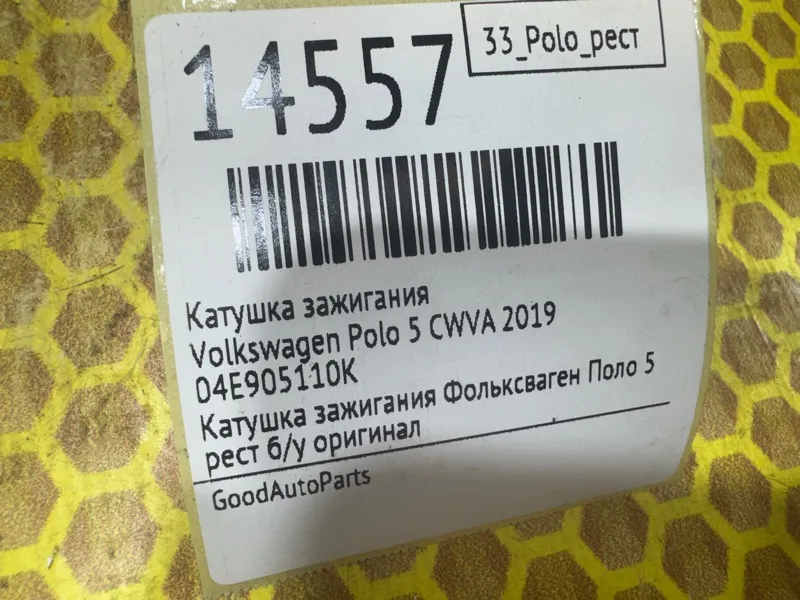 14557
33_Polo_рест
Катушка зажигания
Volkswagen Polo 5 CWVA 2019
04E905110K
Катушка зажигания Фольксваген Поло 5
рест б/у оригинал
GoodAutoParts